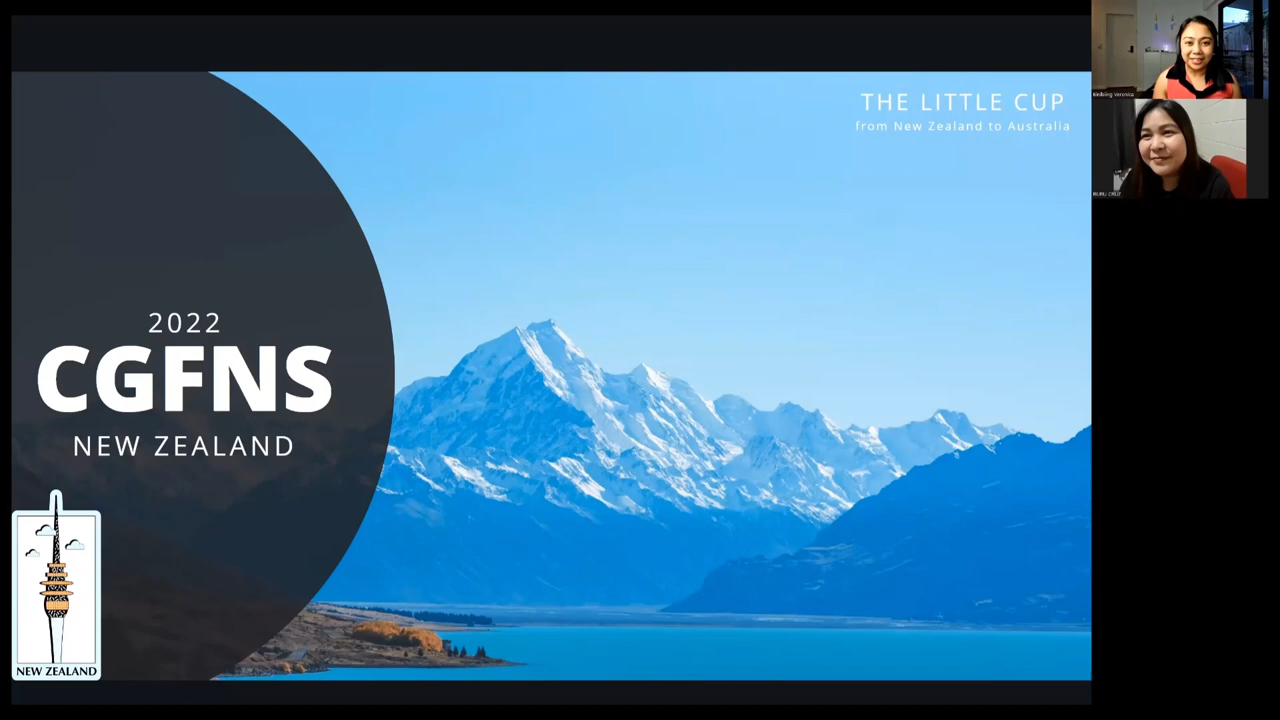 THE LITTLE CUP
from New Zealand to Australia
2022
CGFNS
NEW ZEALAND
NEW ZEALAND